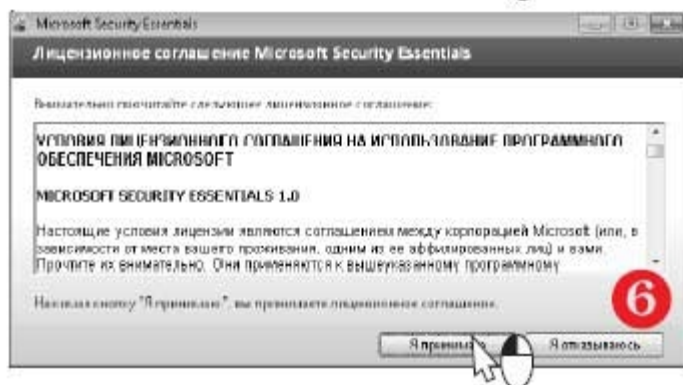 Microsoft Security Essentials
Лицензионное соглашение Microsoft Security Essentials
Внимательно прочитайте следующее лицензионное соглашение:
УСЛОВИЯ ЛИЦЕНЗИОННОГО СОГЛАШЕНИЯ НА ИСПОЛЬЗОВАНИЕ ПРОГРАММНОГО
ОБЕСПЕЧЕНИЯ MICROSOFT
MICROSOFT SECURITY ESSENTIALS 1.0
Настоящие условия лицензии являются соглашением между корпорацией Microsoft (или, в
зависимости от места вашего проживания, одним из ее аффилированных лиц) и вами.
Прочтите их внимательно. Они применяются к вышеуказанному программному
Нажимая кнопку "Я принимаю", вы принимаете лицензионное соглашение.
6
Я принимаю
Я отказываюсь